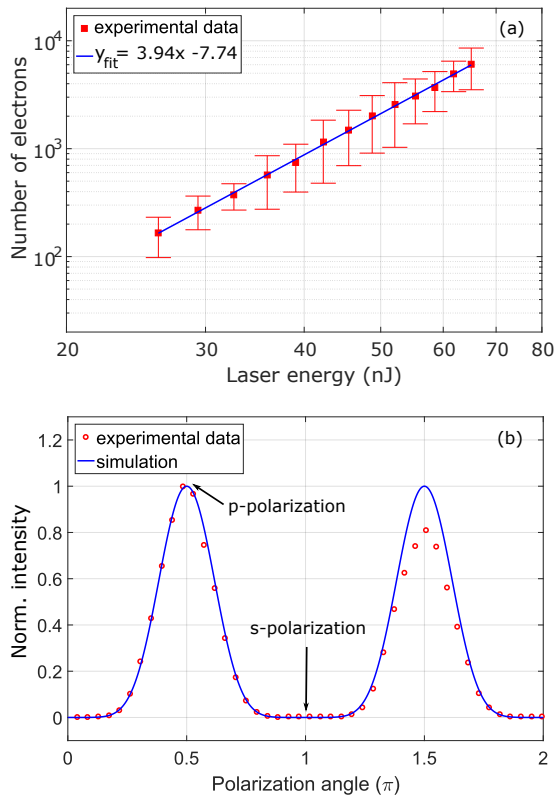 (a)
experimental data
y_fit= 3.94x -7.74
Number of electrons
10^4
10^3
10^2
20 30 40 50 60 70 80
Laser energy (nJ)
(b)
experimental data
simulation
p-polarization
s-polarization
Norm. intensity
1.2
1
0.8
0.6
0.4
0.2
0
0 0.5 1 1.5 2
Polarization angle (π)